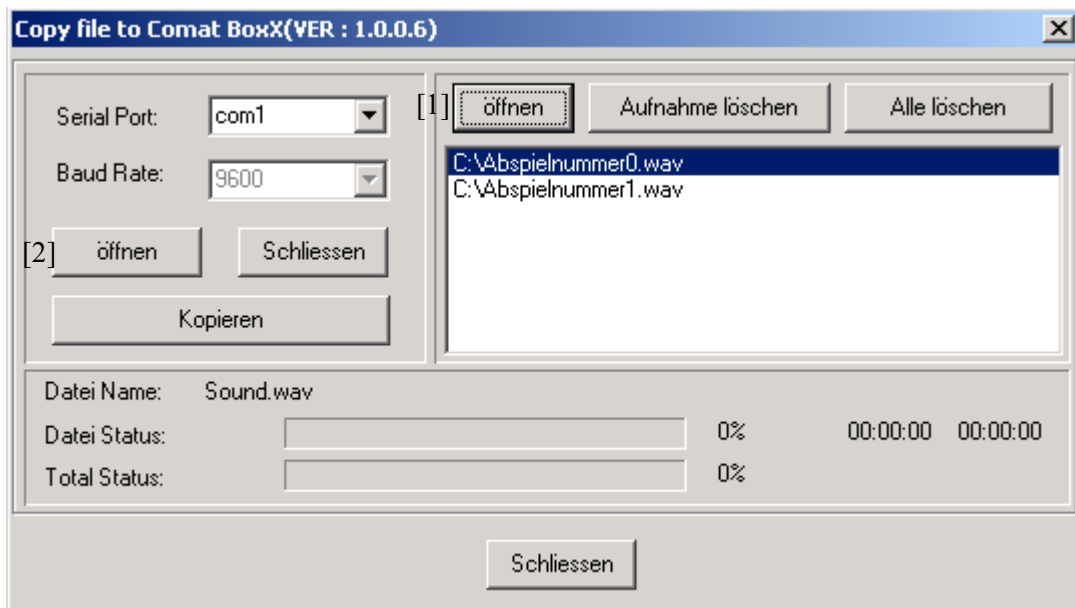 Copy file to Comat BoxX(VER : 1.0.0.6)
Serial Port: com1
Baud Rate: 9600
[2] öffnen Schliessen
Kopieren
[1] öffnen Aufnahme löschen Alle löschen
C:\Abspielnummer0.wav
C:\Abspielnummer1.wav
Datei Name: Sound.wav
Datei Status: 0% 00:00:00 00:00:00
Total Status: 0%
Schliessen